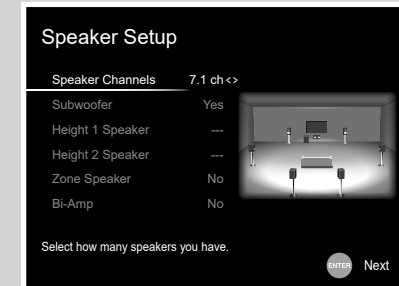 Speaker Setup
Speaker Channels 7.1 ch <>
Subwoofer Yes
Height 1 Speaker ---
Height 2 Speaker ---
Zone Speaker No
Bi-Amp No
Select how many speakers you have.
ENTER Next